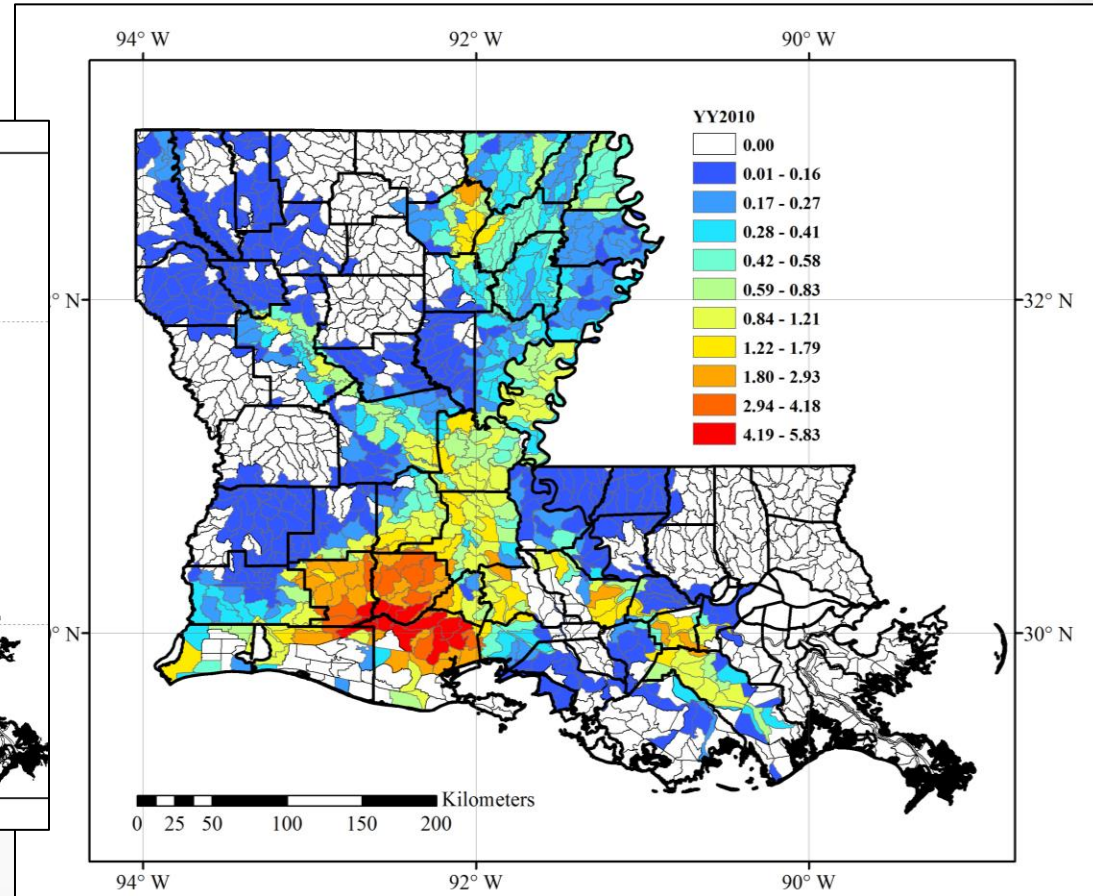 94° W 92° W 90° W
YY2010
0.00
0.01 - 0.16
0.17 - 0.27
0.28 - 0.41
0.42 - 0.58
0.59 - 0.83
0.84 - 1.21
1.22 - 1.79
1.80 - 2.93
2.94 - 4.18
4.19 - 5.83
° N 32° N
° N 30° N
Kilometers
0 25 50 100 150 200
94° W 92° W 90° W